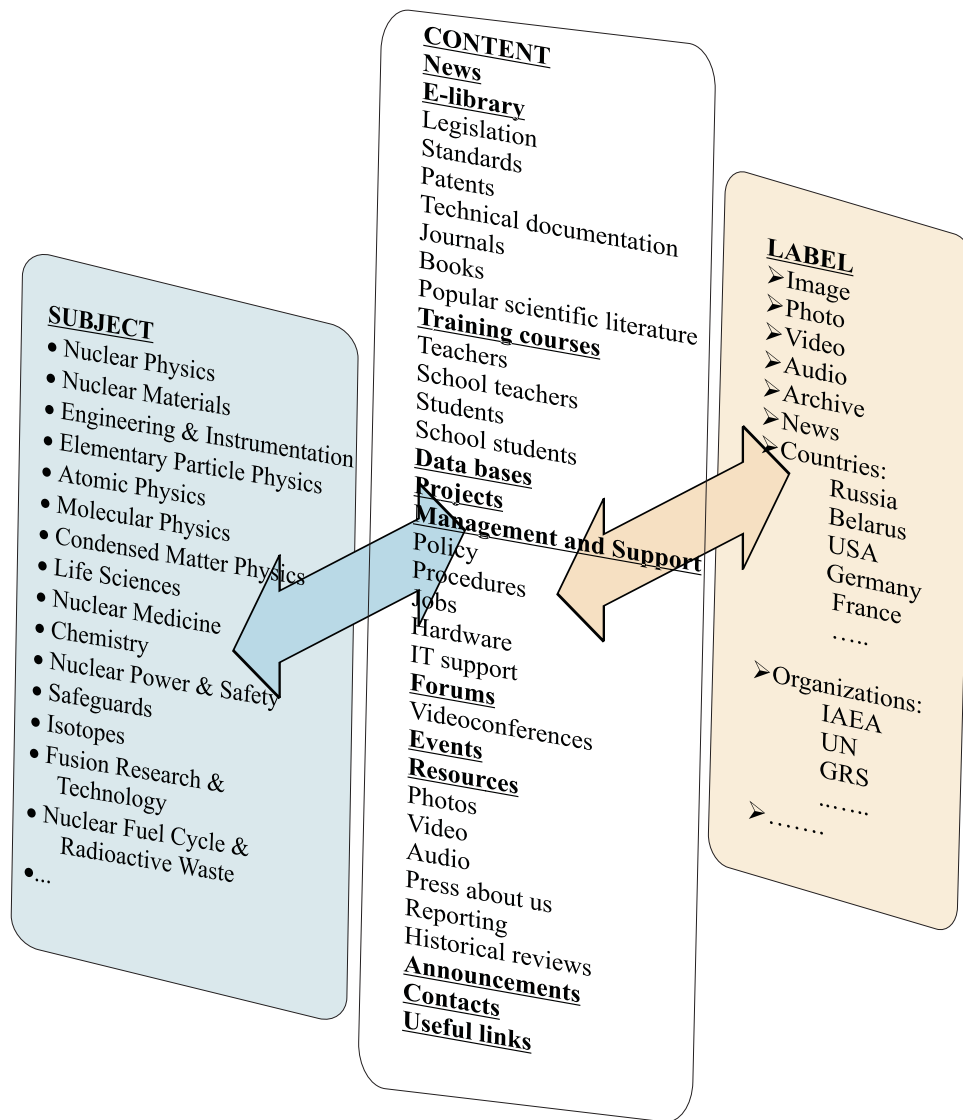 SUBJECT
• Nuclear Physics
• Nuclear Materials
• Engineering & Instrumentation
• Elementary Particle Physics
• Atomic Physics
• Molecular Physics
• Condensed Matter Physics
• Life Sciences
• Nuclear Medicine
• Chemistry
• Nuclear Power & Safety
• Safeguards
• Isotopes
• Fusion Research &
Technology
• Nuclear Fuel Cycle &
Radioactive Waste
•...
CONTENT
News
E-library
Legislation
Standards
Patents
Technical documentation
Journals
Books
Popular scientific literature
Training courses
Teachers
School teachers
Students
School students
Data bases
Projects
Management and Support
Policy
Procedures
Jobs
Hardware
IT support
Forums
Videoconferences
Events
Resources
Photos
Video
Audio
Press about us
Reporting
Historical reviews
Announcements
Contacts
Useful links
LABEL
➢Image
➢Photo
➢Video
➢Audio
➢Archive
➢News
➢Countries:
Russia
Belarus
USA
Germany
France
.....
➢Organizations:
IAEA
UN
GRS
.......
➢.......